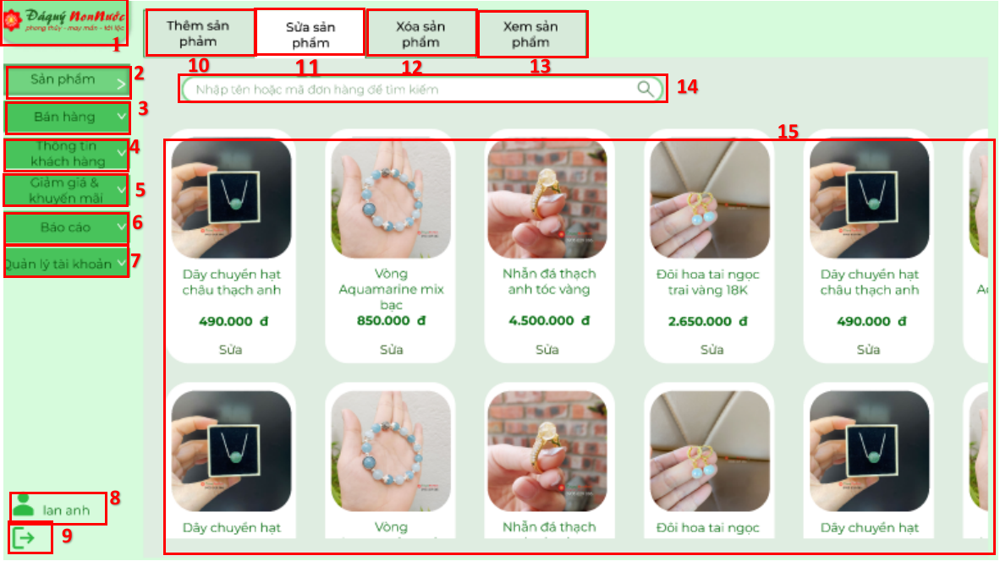 Đáquý NonNước
phong thủy - may mắn - tài lộc
1
Sản phẩm
2
Bán hàng
3
Thông tin
khách hàng
4
Giảm giá &
khuyến mãi
5
Báo cáo
6
Quản lý tài khoản
7
lan anh
8
9
Thêm sản
phẩm
10
Sửa sản
phẩm
11
Xóa sản
phẩm
12
Xem sản
phẩm
13
Nhập tên hoặc mã đơn hàng để tìm kiếm
14
15
Dây chuyền hạt
châu thạch anh
490.000 đ
Sửa
Vòng
Aquamarine mix
bạc
850.000 đ
Sửa
Nhẫn đá thạch
anh tóc vàng
4.500.000 đ
Sửa
Đôi hoa tai ngọc
trai vàng 18K
2.650.000 đ
Sửa
Dây chuyền hạt
châu thạch anh
490.000 đ
Sửa
Dây chuyền hạt
Vòng
Nhẫn đá thạch
Đôi hoa tai ngọc
Dây chuyền hạt